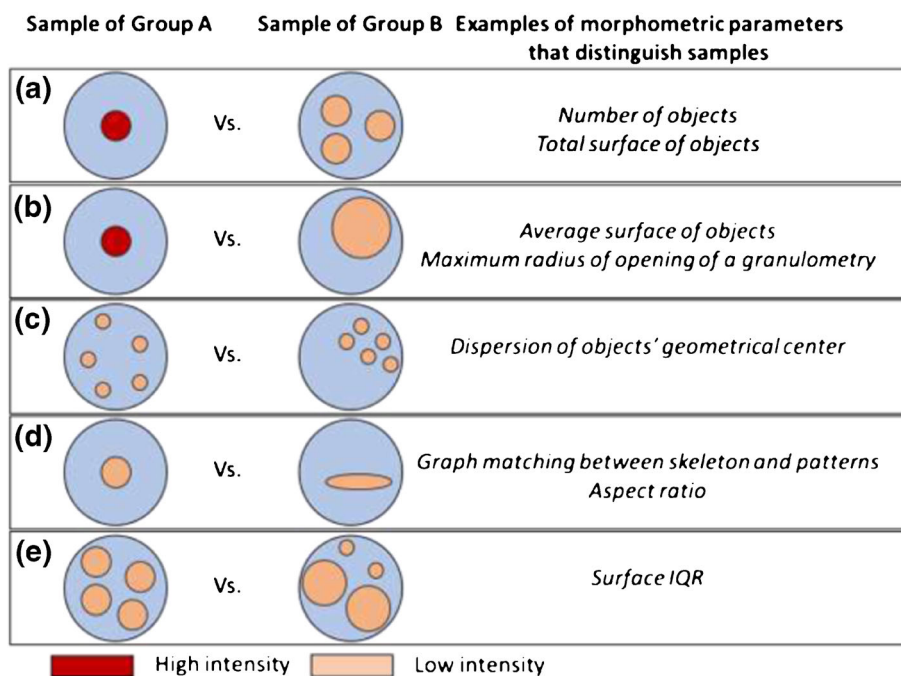 Sample of Group A Sample of Group B Examples of morphometric parameters
that distinguish samples
(a) Vs. Number of objects
Total surface of objects
(b) Vs. Average surface of objects
Maximum radius of opening of a granulometry
(c) Vs. Dispersion of objects' geometrical center
(d) Vs. Graph matching between skeleton and patterns
Aspect ratio
(e) Vs. Surface IQR
High intensity Low intensity